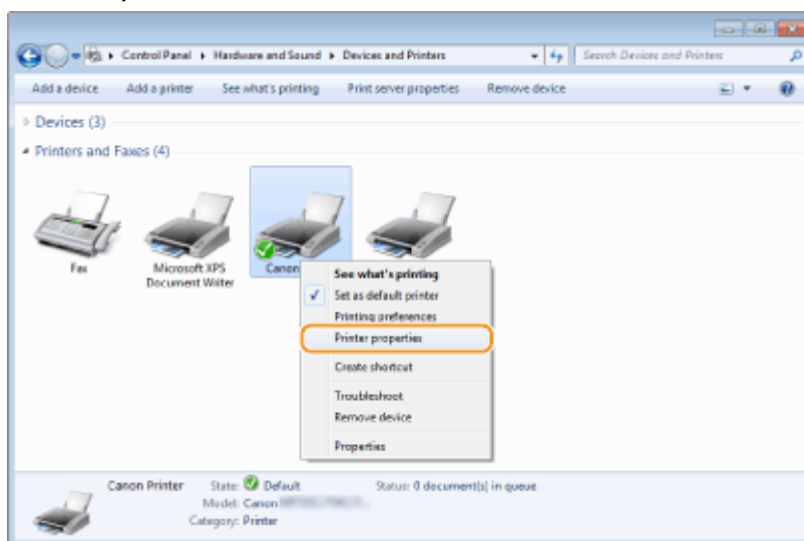 Control Panel ▸ Hardware and Sound ▸ Devices and Printers
Search Devices and Printers
Add a device Add a printer See what's printing Print server properties Remove device
Devices (3)
Printers and Faxes (4)
Fax
Microsoft XPS
Document Writer
Canon
See what's printing
Set as default printer
Printing preferences
Printer properties
Create shortcut
Troubleshoot
Remove device
Properties
Canon Printer State: Default Status: 0 document(s) in queue
Model: Canon
Category: Printer